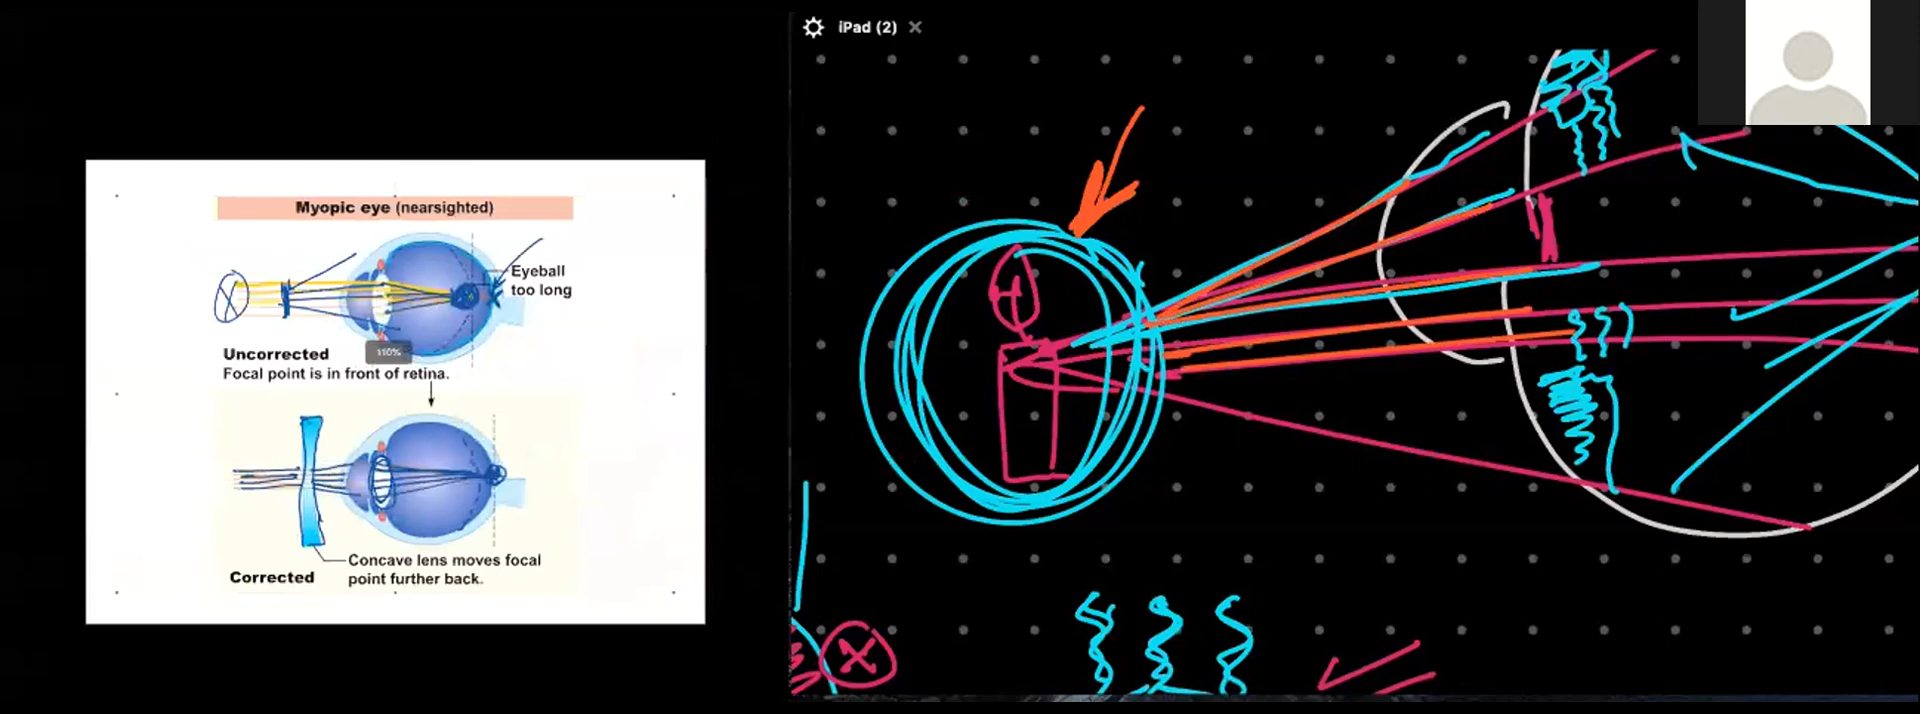 iPad (2)
Myopic eye (nearsighted)
Eyeball
too long
110%
Uncorrected
Focal point is in front of retina.
Concave lens moves focal
point further back.
Corrected